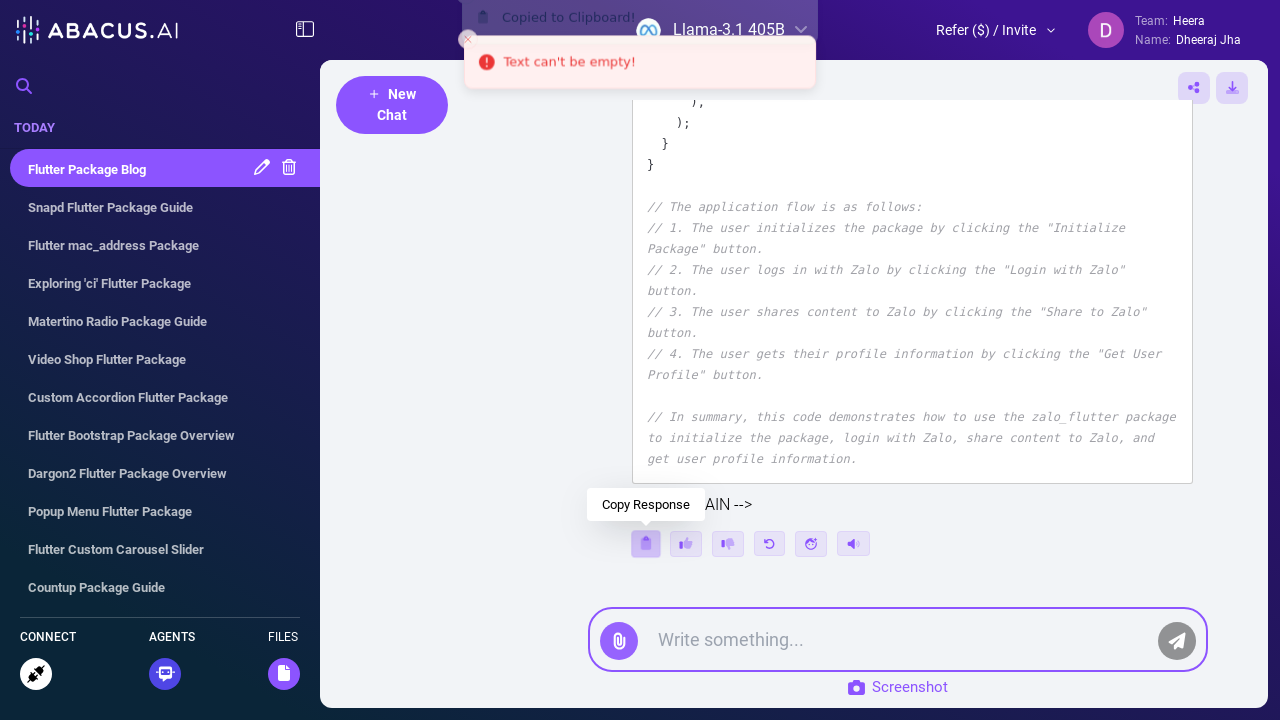 ABACUS.AI
Copied to Clipboard!
Llama-3.1 405B
Refer ($) / Invite
D
Team: Heera
Name: Dheeraj Jha
Text can't be empty!
+ New Chat
TODAY
Flutter Package Blog
Snapd Flutter Package Guide
Flutter mac_address Package
Exploring 'ci' Flutter Package
Matertino Radio Package Guide
Video Shop Flutter Package
Custom Accordion Flutter Package
Flutter Bootstrap Package Overview
Dargon2 Flutter Package Overview
Popup Menu Flutter Package
Flutter Custom Carousel Slider
Countup Package Guide
CONNECT
AGENTS
FILES
),
);
}
}
// The application flow is as follows:
// 1. The user initializes the package by clicking the "Initialize
Package" button.
// 2. The user logs in with Zalo by clicking the "Login with Zalo"
button.
// 3. The user shares content to Zalo by clicking the "Share to Zalo"
button.
// 4. The user gets their profile information by clicking the "Get User
Profile" button.
// In summary, this code demonstrates how to use the zalo_flutter package
to initialize the package, login with Zalo, share content to Zalo, and
get user profile information.
Copy Response
AIN -->
Write something...
Screenshot